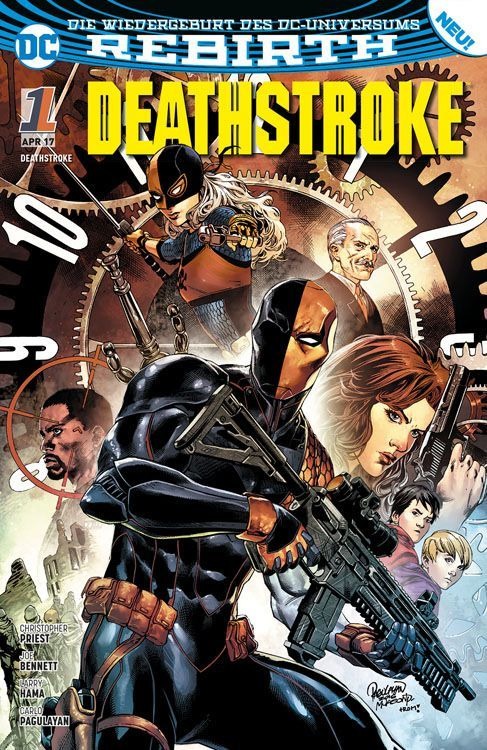 DIE WIEDERGEBURT DES DC-UNIVERSUMS
DC
REBIRTH
NEU!
1
APR 17
DEATHSTROKE
DEATHSTROKE
10
2
9
CHRISTOPHER
PRIEST
JOE
BENNETT
LARRY
HAMA
CARLO
PAGULAYAN